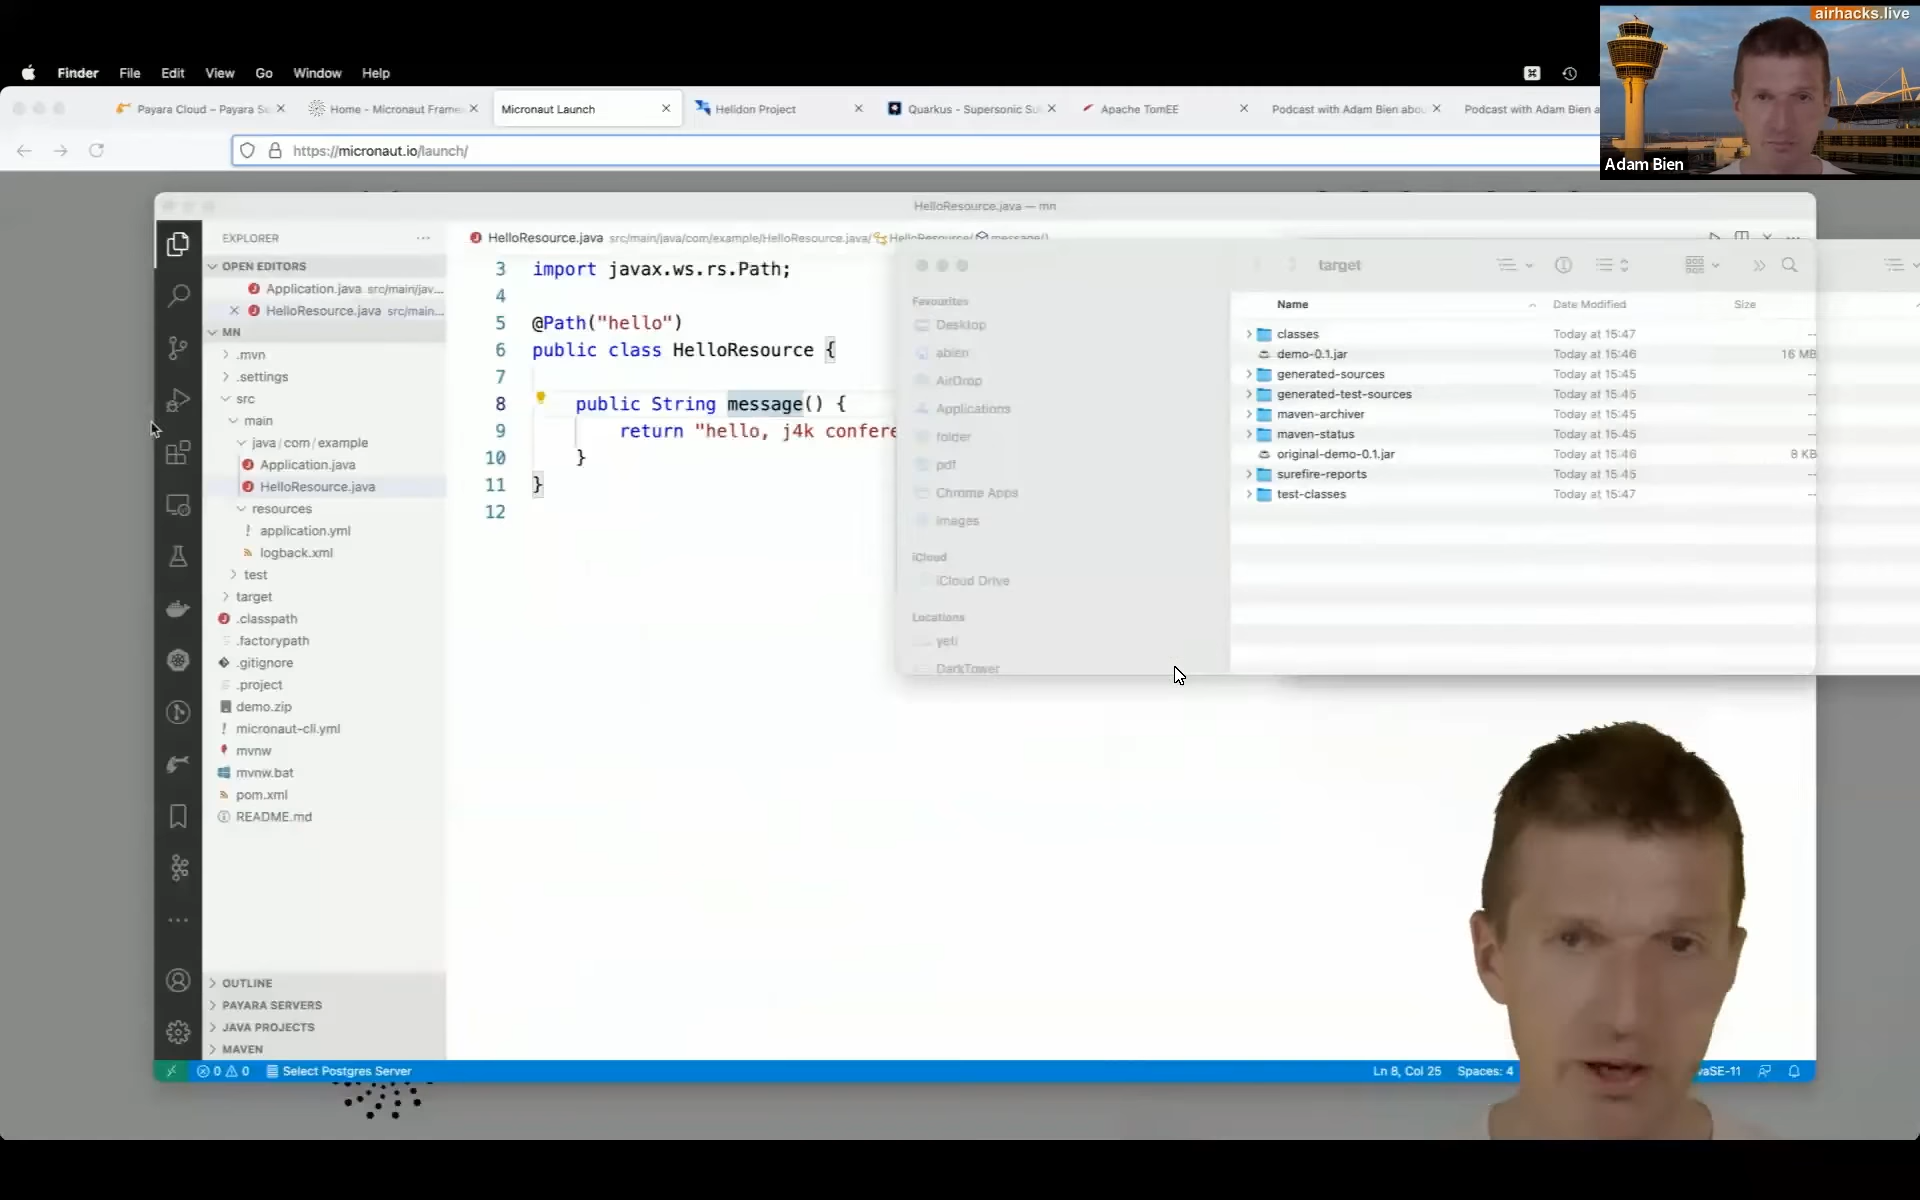 airhacks.live
Adam Bien
Finder File Edit View Go Window Help
Payara Cloud – Payara Se
Home - Micronaut Frame
Micronaut Launch
Helidon Project
Quarkus - Supersonic Su
Apache TomEE
Podcast with Adam Bien abou
Podcast with Adam Bien a
https://micronaut.io/launch/
HelloResource.java — mn
EXPLORER
OPEN EDITORS
Application.java src/main/jav...
HelloResource.java src/main...
MN
.mvn
.settings
src
main
java/com/example
Application.java
HelloResource.java
resources
application.yml
logback.xml
test
target
.classpath
.factorypath
.gitignore
.project
demo.zip
micronaut-cli.yml
mvnw
mvnw.bat
pom.xml
README.md
OUTLINE
PAYARA SERVERS
JAVA PROJECTS
MAVEN
HelloResource.java src/main/java/com/example/HelloResource.java/ HelloResource/ message()
3 import javax.ws.rs.Path;
4
5 @Path("hello")
6 public class HelloResource {
7
8 public String message() {
9 return "hello, j4k confere
10 }
11 }
12
target
Favourites
Desktop
abien
AirDrop
Applications
folder
pdf
Chrome Apps
images
iCloud
iCloud Drive
Locations
yeti
DarkTower
Name Date Modified Size
classes Today at 15:47 --
demo-0.1.jar Today at 15:46 16 MB
generated-sources Today at 15:45 --
generated-test-sources Today at 15:45 --
maven-archiver Today at 15:45 --
maven-status Today at 15:45 --
original-demo-0.1.jar Today at 15:46 8 KB
surefire-reports Today at 15:45 --
test-classes Today at 15:47 --
0 0 Select Postgres Server
Ln 8, Col 25 Spaces: 4
vaSE-11